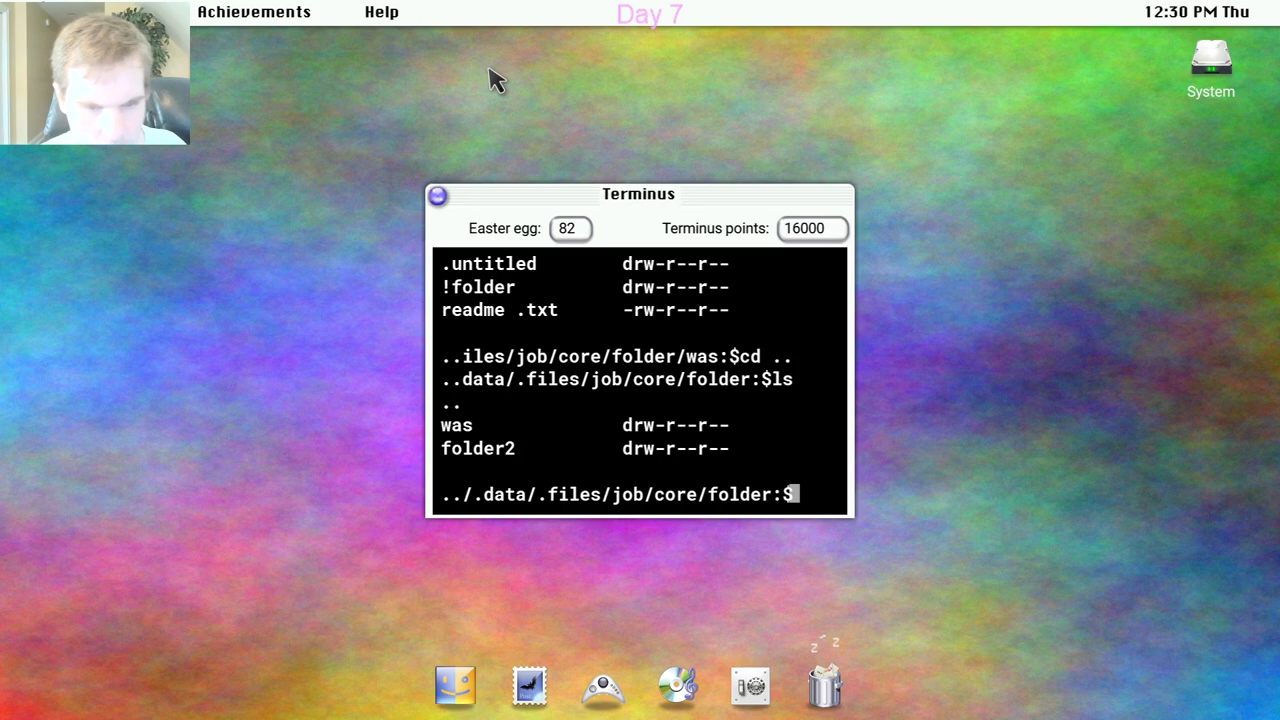 Achievements Help Day 7 12:30 PM Thu
System
Terminus
Easter egg: 82 Terminus points: 16000
.untitled drw-r--r--
!folder drw-r--r--
readme .txt -rw-r--r--
..iles/job/core/folder/was:$cd ..
..data/.files/job/core/folder:$ls
..
was drw-r--r--
folder2 drw-r--r--
../.data/.files/job/core/folder:$
z z